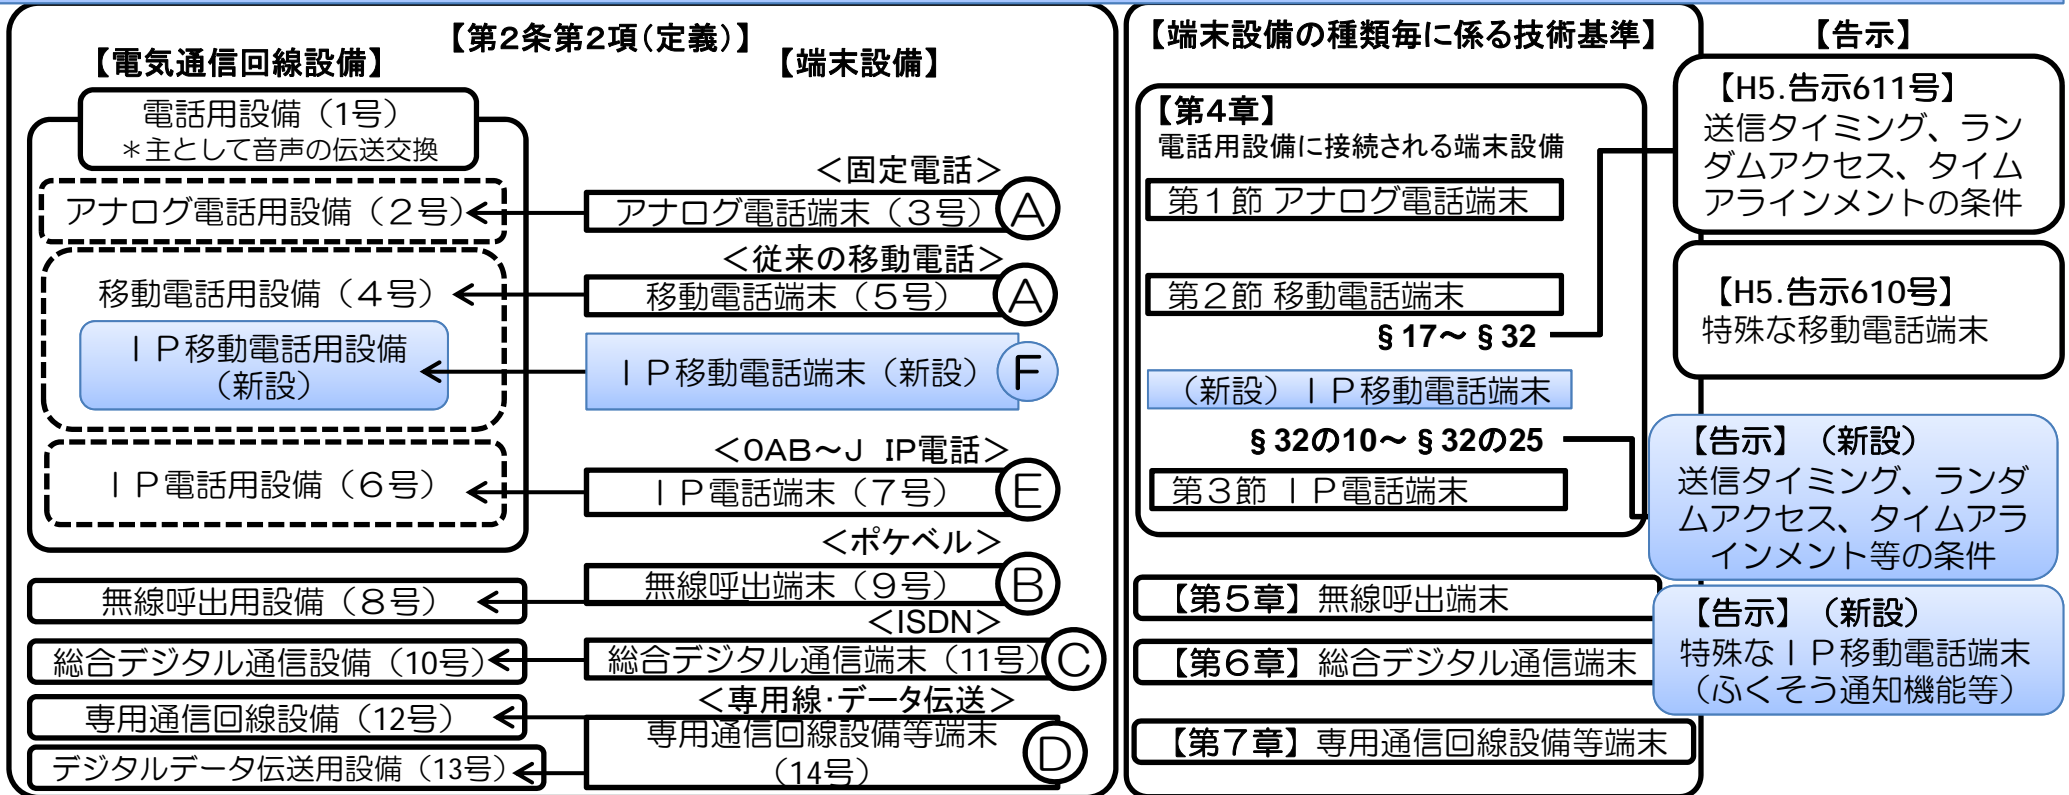 【第2条第2項(定義)】
【電気通信回線設備】
【端末設備】
電話用設備（1号）
＊主として音声の伝送交換
＜固定電話＞
アナログ電話用設備（２号）
アナログ電話端末（３号）
A
＜従来の移動電話＞
移動電話用設備（４号）
移動電話端末（５号）
A
ＩＰ移動電話用設備
（新設）
ＩＰ移動電話端末（新設）
F
＜0AB～J IP電話＞
ＩＰ電話用設備（６号）
ＩＰ電話端末（７号）
E
＜ポケベル＞
無線呼出用設備（８号）
無線呼出端末（９号）
B
＜ISDN＞
総合デジタル通信設備（10号）
総合デジタル通信端末（11号）
C
＜専用線・データ伝送＞
専用通信回線設備（12号）
専用通信回線設備等端末
（14号）
D
デジタルデータ伝送用設備（13号）
【端末設備の種類毎に係る技術基準】
【第4章】
電話用設備に接続される端末設備
第１節 アナログ電話端末
第２節 移動電話端末
§17～§32
（新設）ＩＰ移動電話端末
§32の10～§32の25
第３節 ＩＰ電話端末
【第５章】無線呼出端末
【第６章】総合デジタル通信端末
【第７章】専用通信回線設備等端末
【告示】
【H5.告示611号】
送信タイミング、ラン
ダムアクセス、タイム
アラインメントの条件
【H5.告示610号】
特殊な移動電話端末
【告示】（新設）
送信タイミング、ランダ
ムアクセス、タイムアラ
インメント等の条件
【告示】（新設）
特殊なＩＰ移動電話端末
（ふくそう通知機能等）